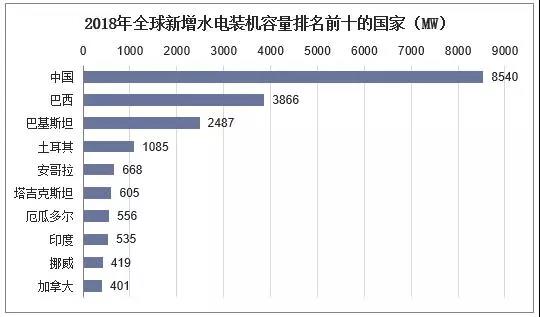 2018年全球新增水电装机容量排名前十的国家（MW）
0 1000 2000 3000 4000 5000 6000 7000 8000 9000
中国 8540
巴西 3866
巴基斯坦 2487
土耳其 1085
安哥拉 668
塔吉克斯坦 605
厄瓜多尔 556
印度 535
挪威 419
加拿大 401